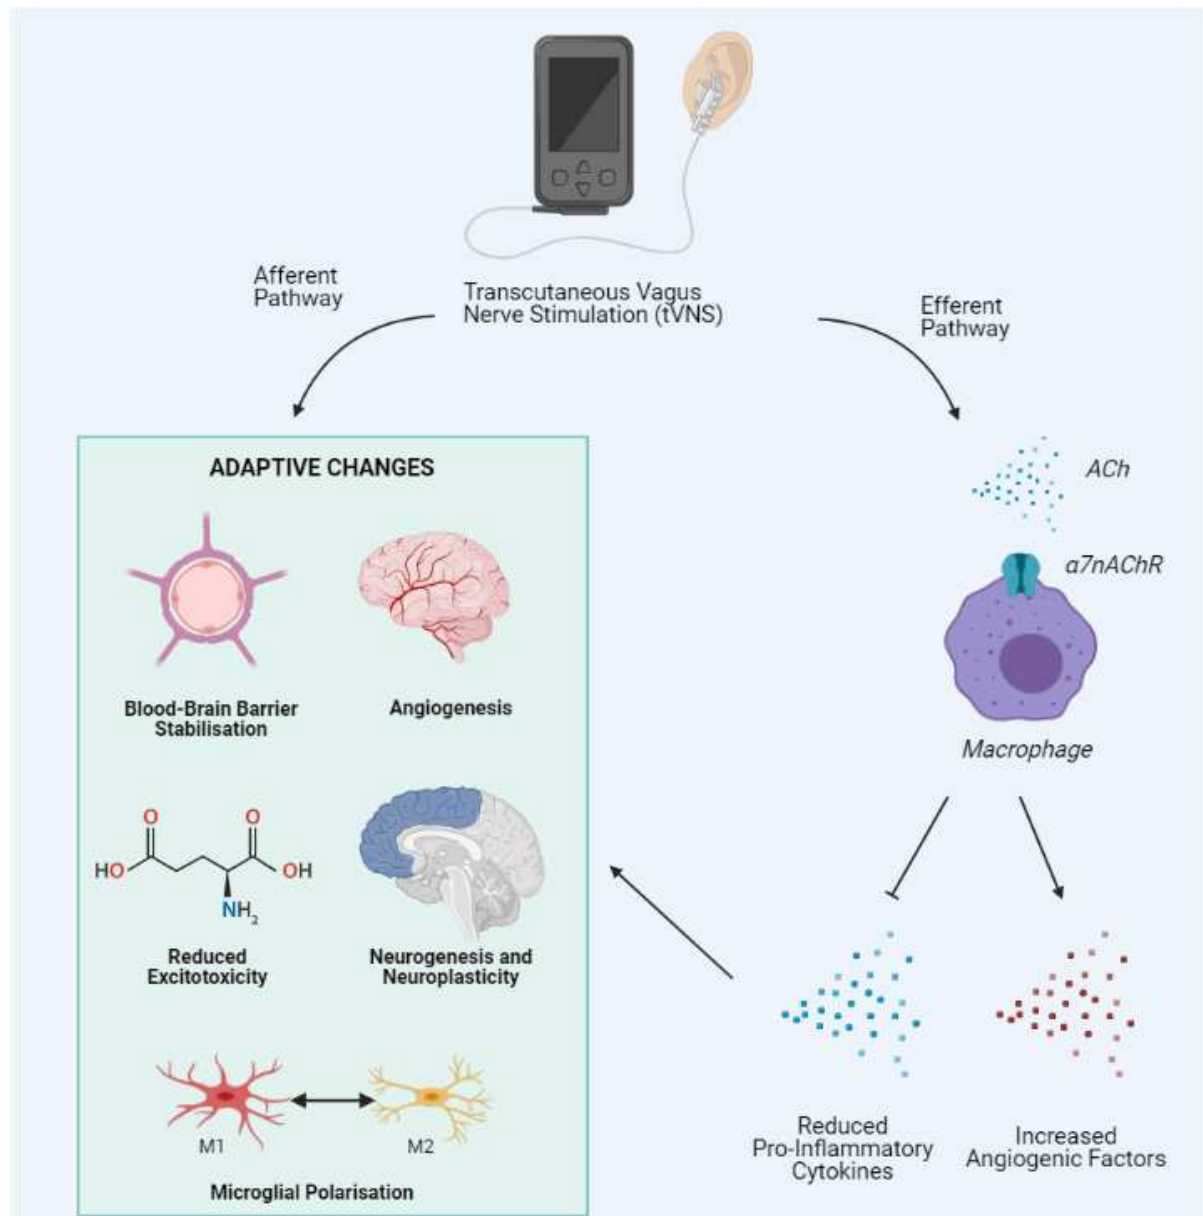 Afferent
Pathway
Transcutaneous Vagus
Nerve Stimulation (tVNS)
Efferent
Pathway
ADAPTIVE CHANGES
ACh
α7nAChR
Macrophage
Blood-Brain Barrier
Stabilisation
Angiogenesis
O
O
HO
OH
NH₂
Reduced
Excitotoxicity
Neurogenesis and
Neuroplasticity
M1
M2
Microglial Polarisation
Reduced
Pro-Inflammatory
Cytokines
Increased
Angiogenic Factors